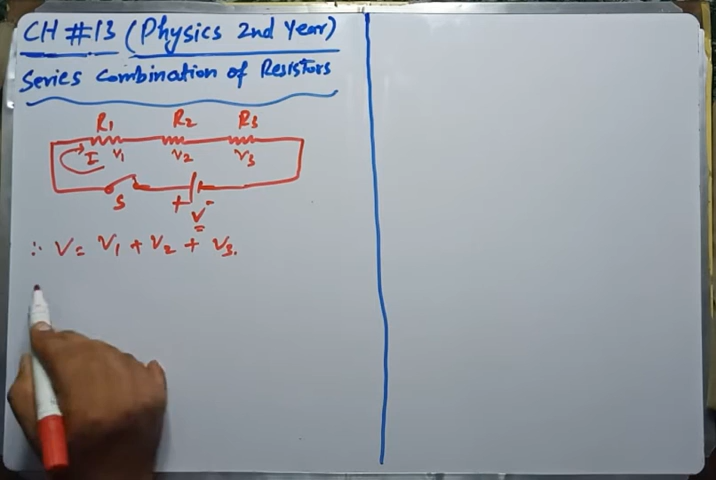 CH #13 (Physics 2nd Year)
Series Combination of Resistors
R1 R2 R3
I V1 V2 V3
S + -
V
∴ V = V1 + V2 + V3.